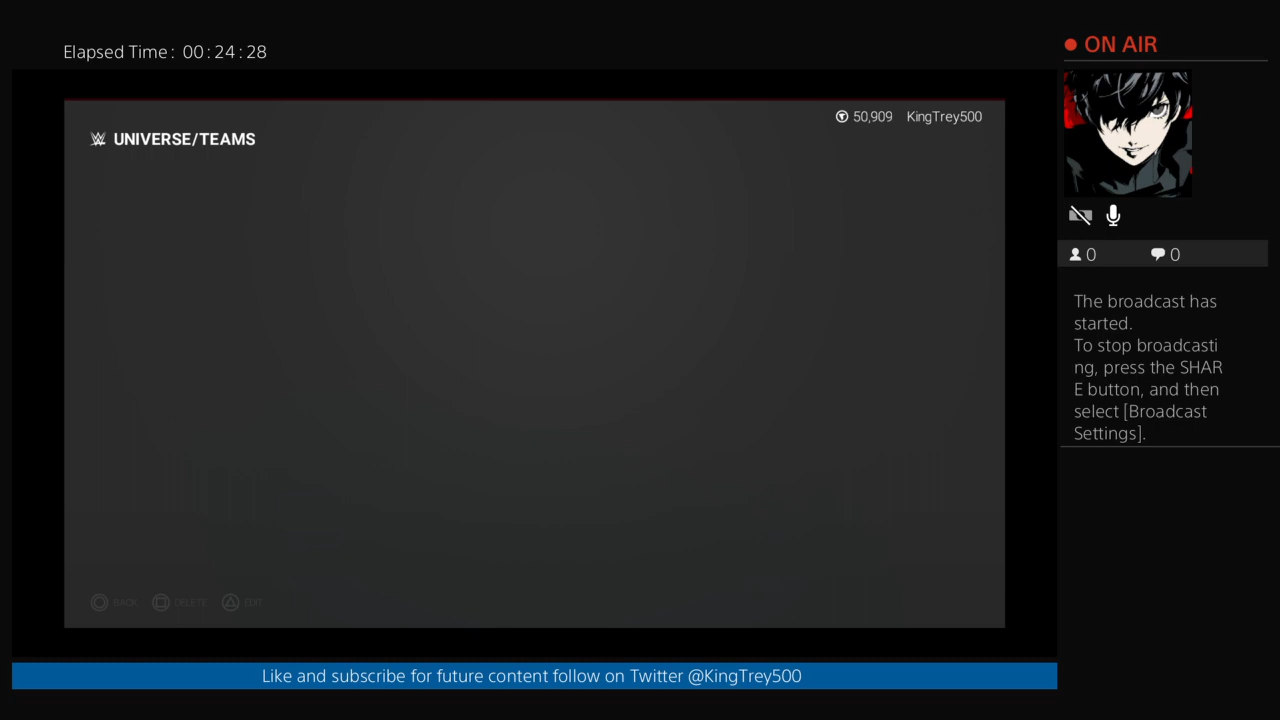 Elapsed Time: 00:24:28
ON AIR
50,909 KingTrey500
UNIVERSE/TEAMS
0 0
The broadcast has
started.
To stop broadcasti
ng, press the SHAR
E button, and then
select [Broadcast
Settings].
BACK DELETE EDIT
Like and subscribe for future content follow on Twitter @KingTrey500